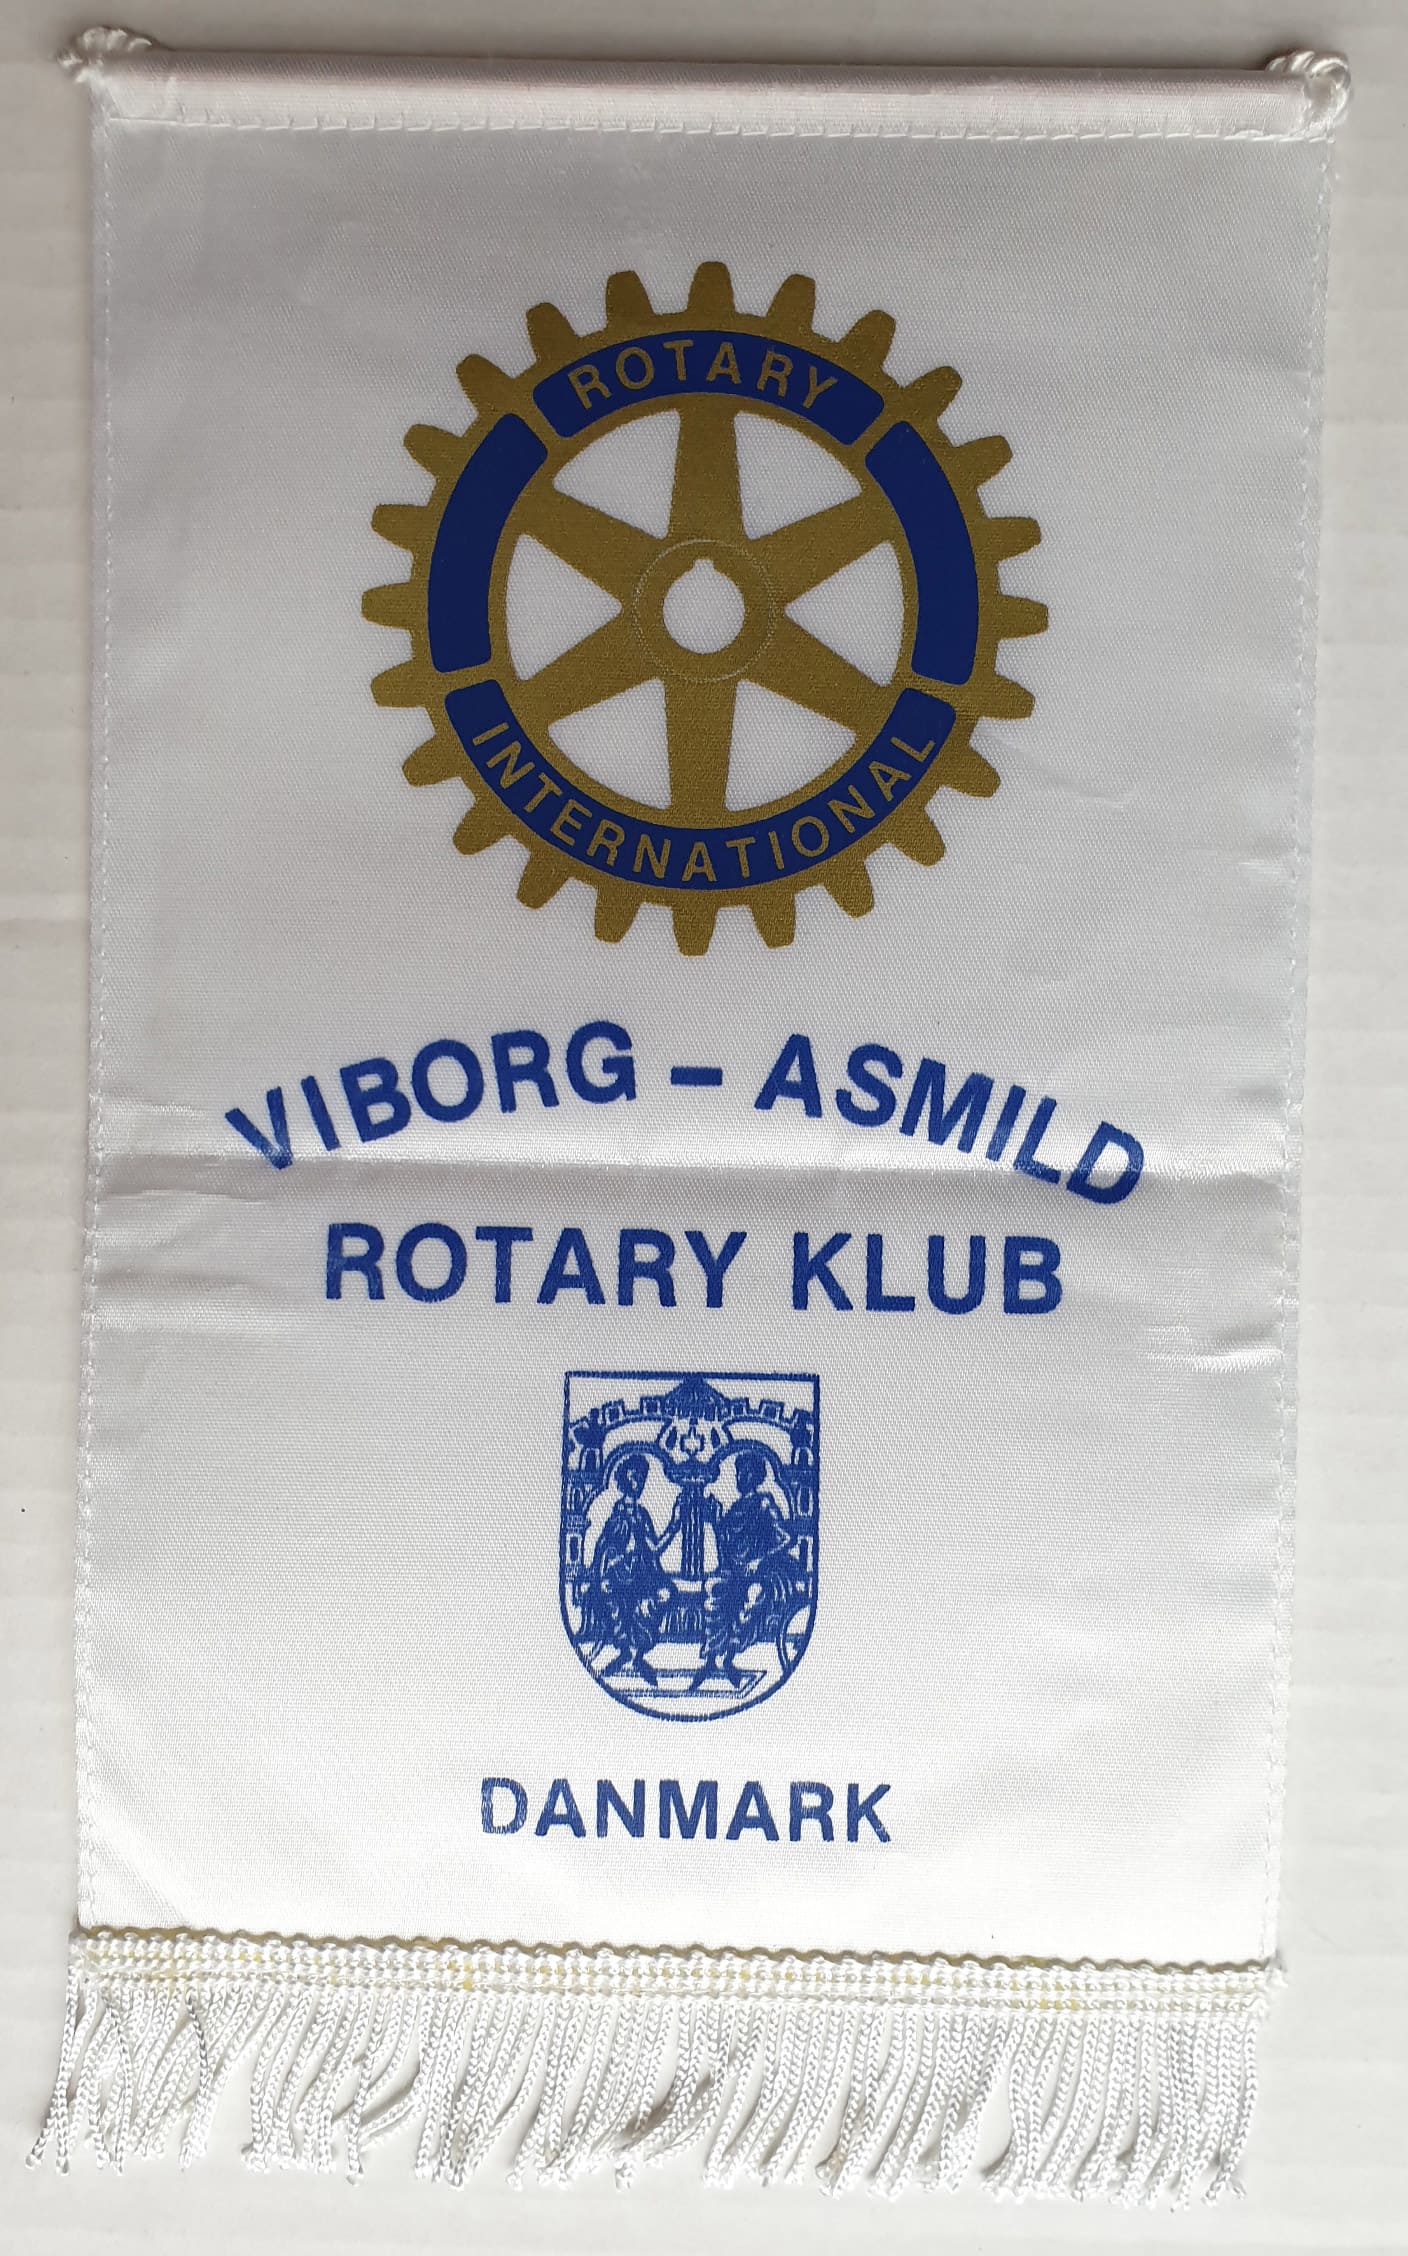 ROTARY
INTERNATIONAL
VIBORG - ASMILD
ROTARY KLUB
DANMARK